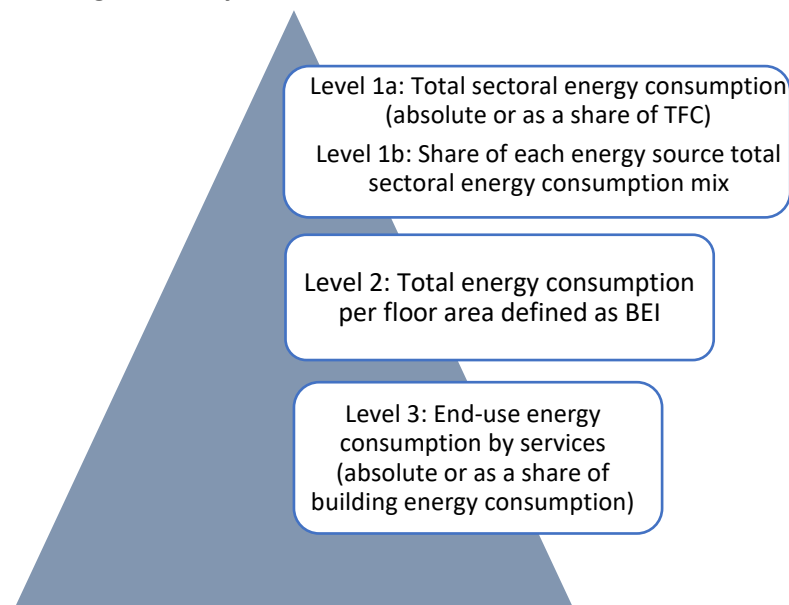 Level 1a: Total sectoral energy consumption
(absolute or as a share of TFC)
Level 1b: Share of each energy source total
sectoral energy consumption mix
Level 2: Total energy consumption
per floor area defined as BEI
Level 3: End-use energy
consumption by services
(absolute or as a share of
building energy consumption)